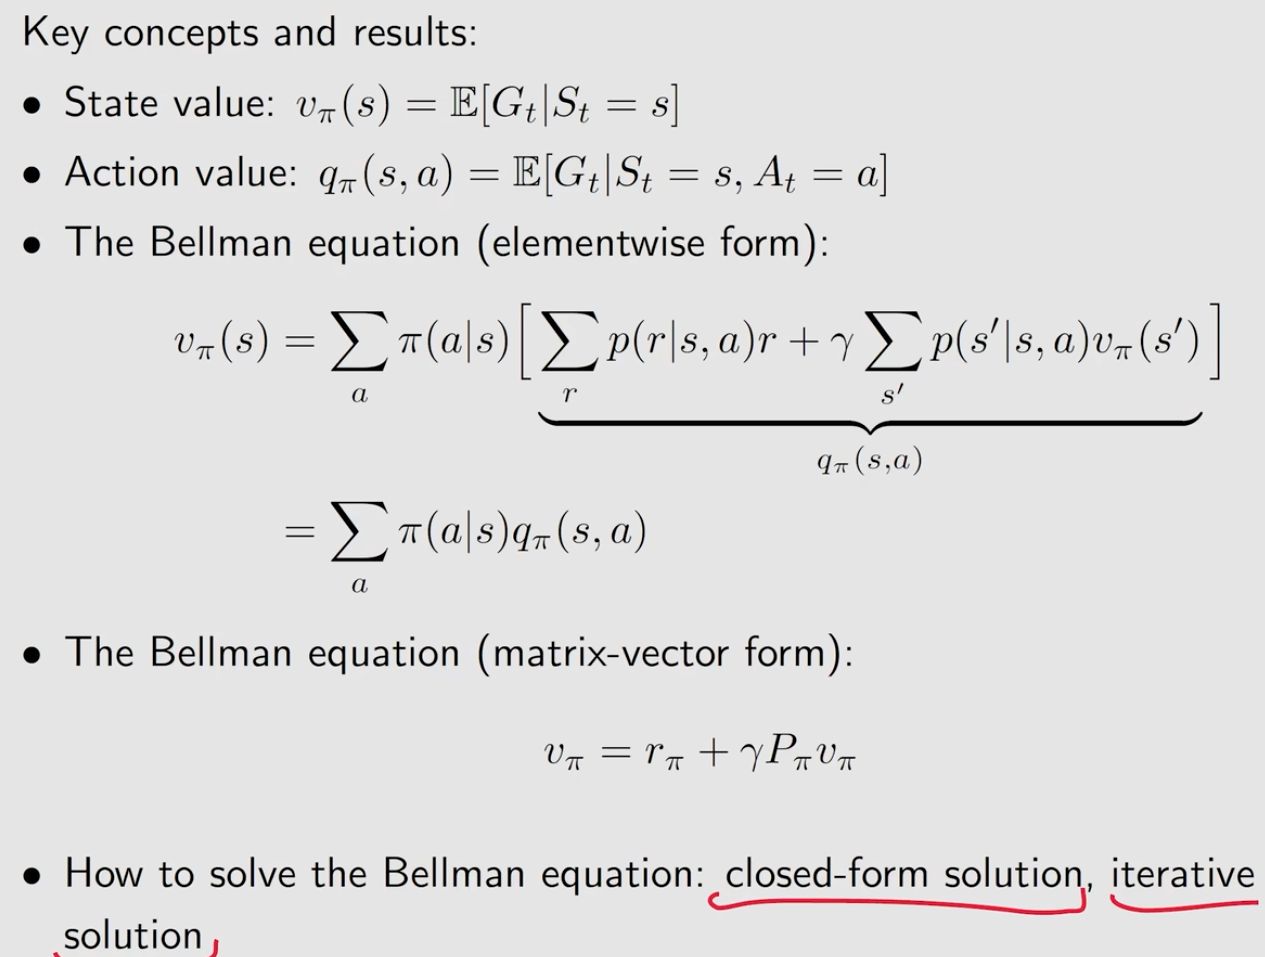 Key concepts and results:
• State value: $v_\pi(s) = \mathbb{E}[G_t|S_t = s]$
• Action value: $q_\pi(s, a) = \mathbb{E}[G_t|S_t = s, A_t = a]$
• The Bellman equation (elementwise form):
$v_\pi(s) = \sum_a \pi(a|s) \Big[ \underbrace{\sum_r p(r|s, a)r + \gamma \sum_{s'} p(s'|s, a)v_\pi(s')}_{q_\pi(s,a)} \Big]$
$= \sum_a \pi(a|s)q_\pi(s, a)$
• The Bellman equation (matrix-vector form):
$v_\pi = r_\pi + \gamma P_\pi v_\pi$
• How to solve the Bellman equation: closed-form solution, iterative
solution